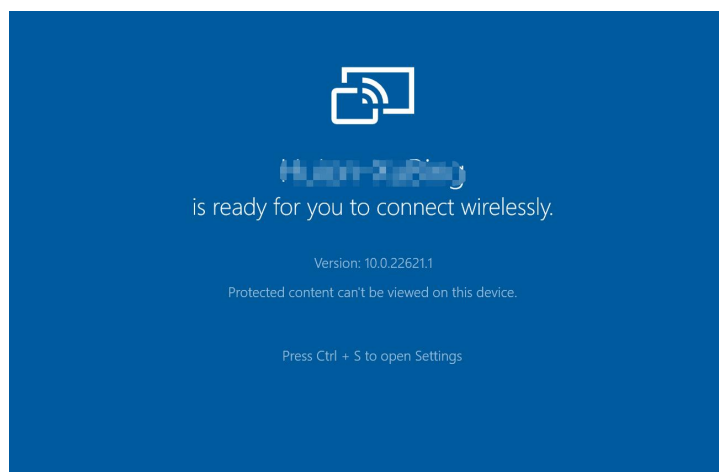 is ready for you to connect wirelessly.
Version: 10.0.22621.1
Protected content can't be viewed on this device.
Press Ctrl + S to open Settings